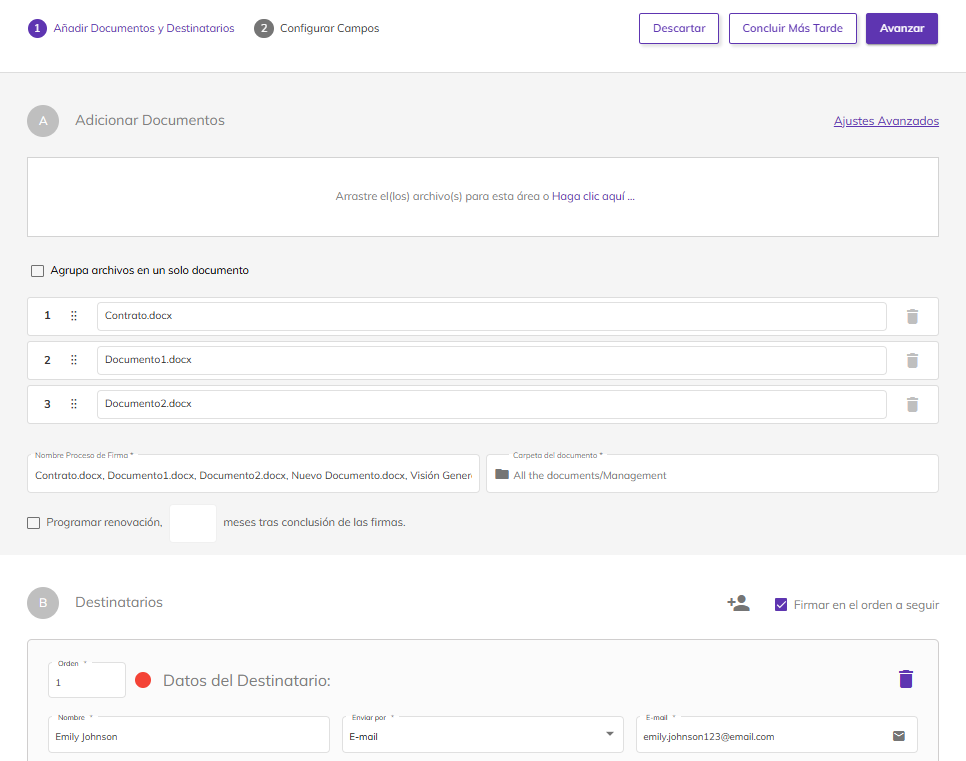 1 Añadir Documentos y Destinatarios 2 Configurar Campos Descartar Concluir Más Tarde Avanzar
A Adicionar Documentos Ajustes Avanzados
Arrastre el(los) archivo(s) para esta área o Haga clic aquí ...
Agrupa archivos en un solo documento
1 Contrato.docx
2 Documento1.docx
3 Documento2.docx
Nombre Proceso de Firma * Carpeta del documento *
Contrato.docx, Documento1.docx, Documento2.docx, Nuevo Documento.docx, Visión Gener All the documents/Management
Programar renovación, meses tras conclusión de las firmas.
B Destinatarios Firmar en el orden a seguir
Orden *
1 Datos del Destinatario:
Nombre * Enviar por * E-mail *
Emily Johnson E-mail emily.johnson123@email.com